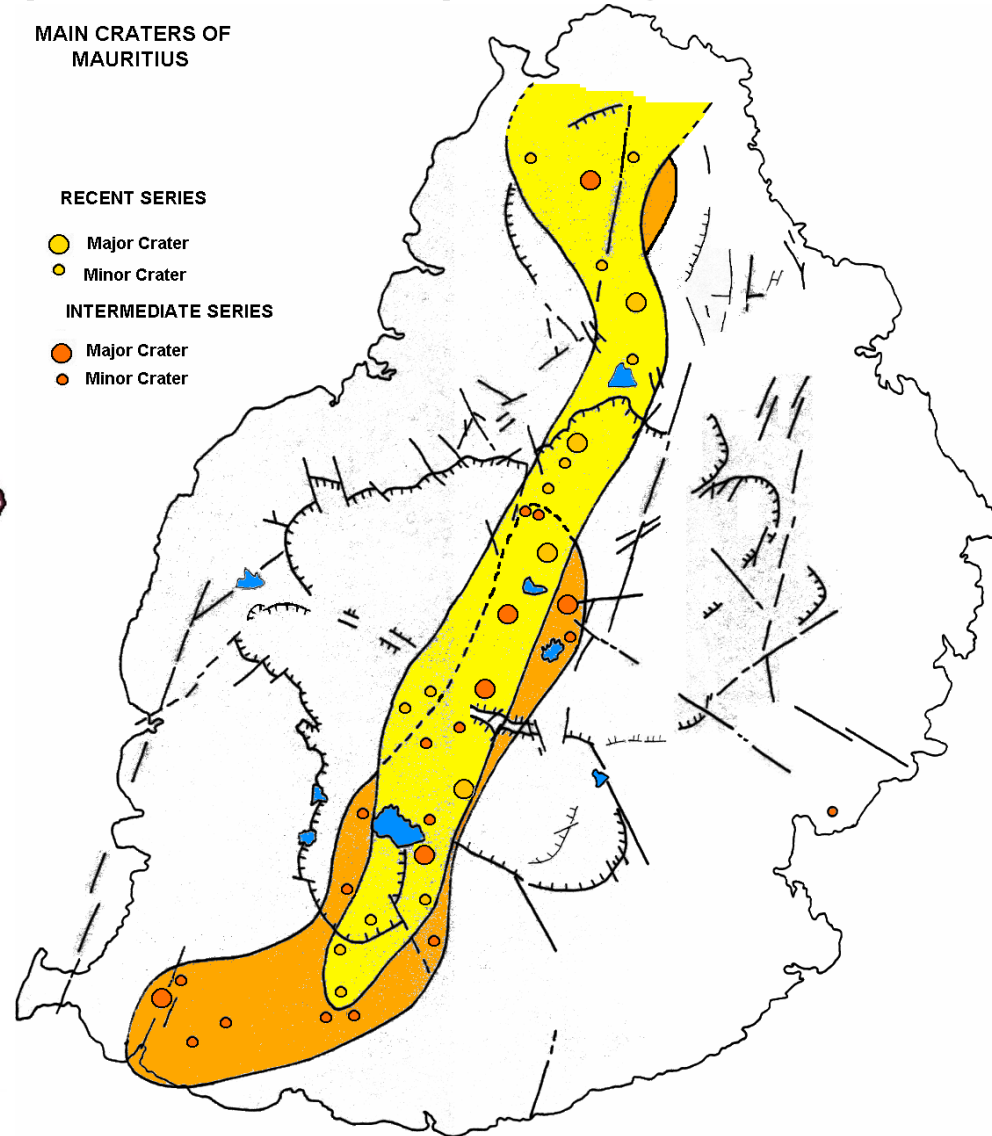 MAIN CRATERS OF
MAURITIUS
RECENT SERIES
Major Crater
Minor Crater
INTERMEDIATE SERIES
Major Crater
Minor Crater